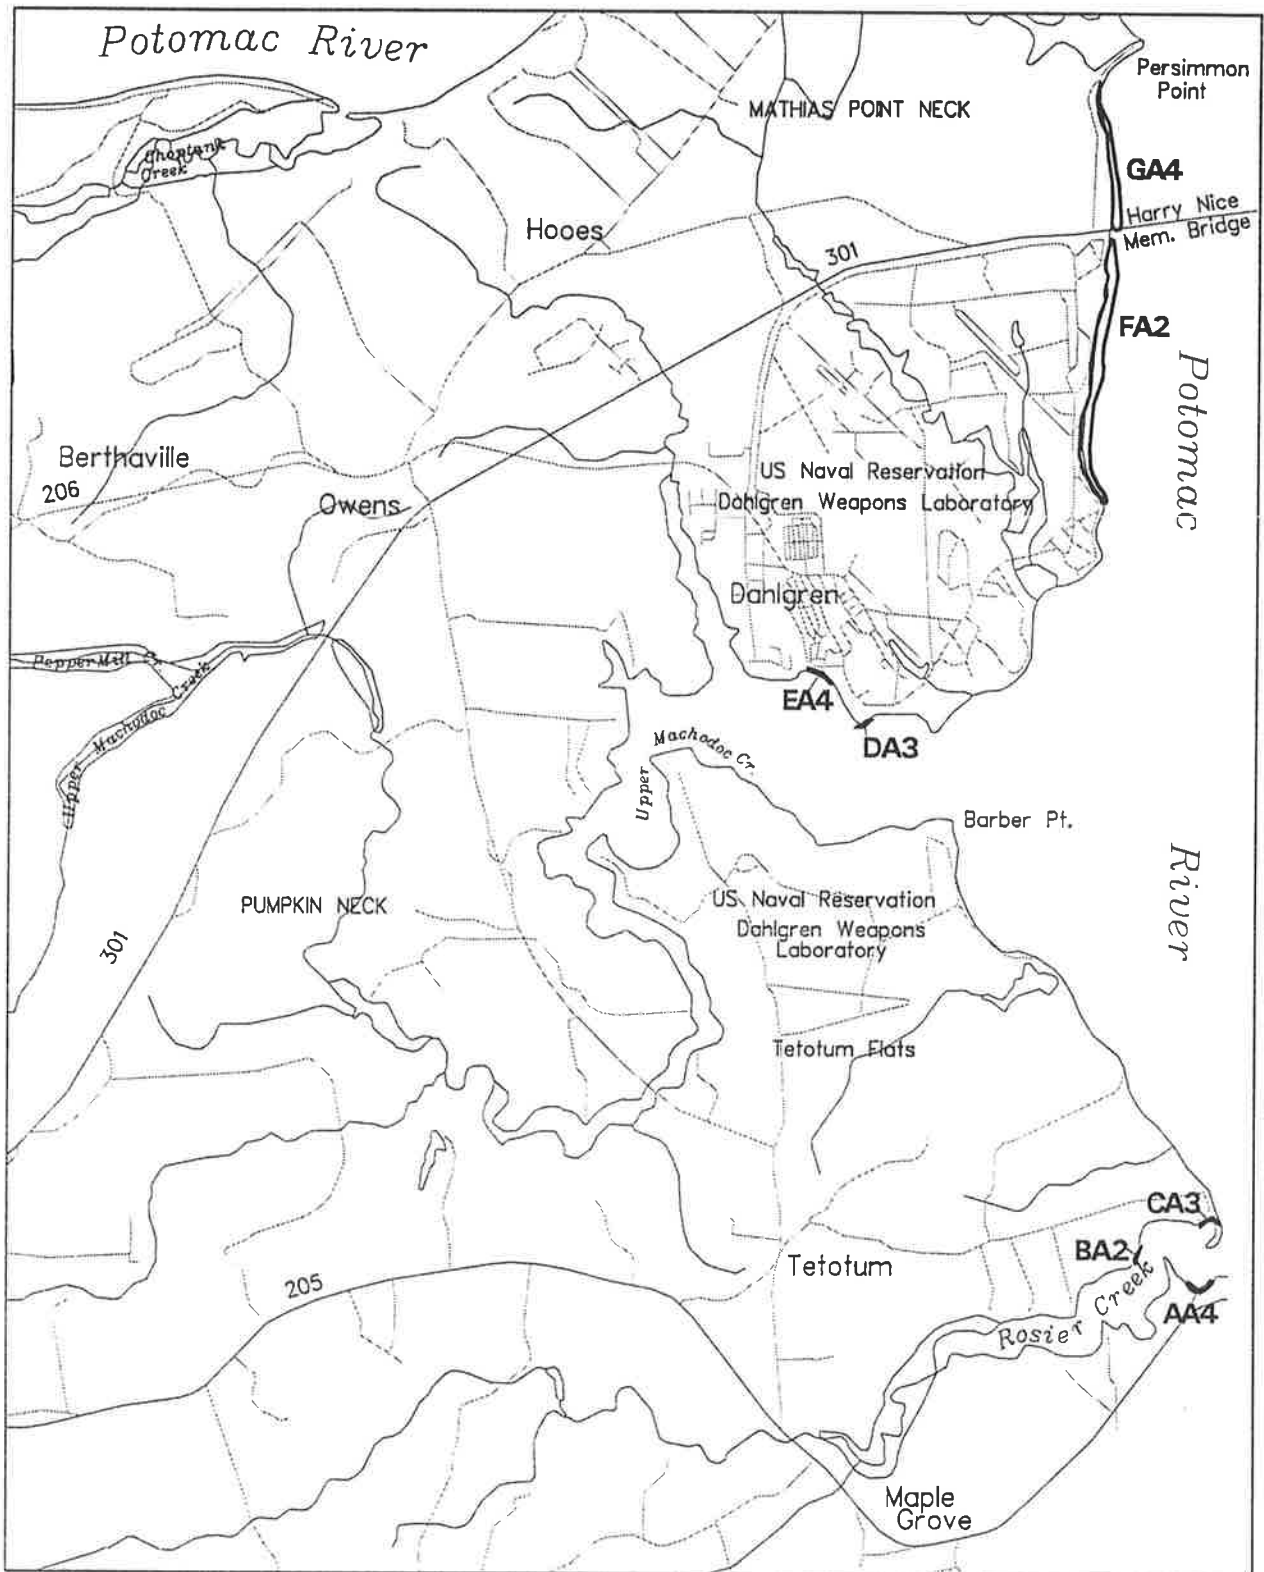 Potomac River
Persimmon
Point
MATHIAS POINT NECK
Choptank
Creek
GA4
Harry Nice
Mem. Bridge
Hooes
301
FA2
Potomac
Berthaville
206
Owens
US Naval Reservation
Dahlgren Weapons Laboratory
Dahlgren
Pepper Mill Cr.
Upper Machodoc Creek
EA4
DA3
Upper Machodoc Cr
Barber Pt.
River
US Naval Reservation
Dahlgren Weapons
Laboratory
PUMPKIN NECK
301
Tetotum Flats
CA3
BA2
Tetotum
205
AA4
Rosier Creek
Maple
Grove